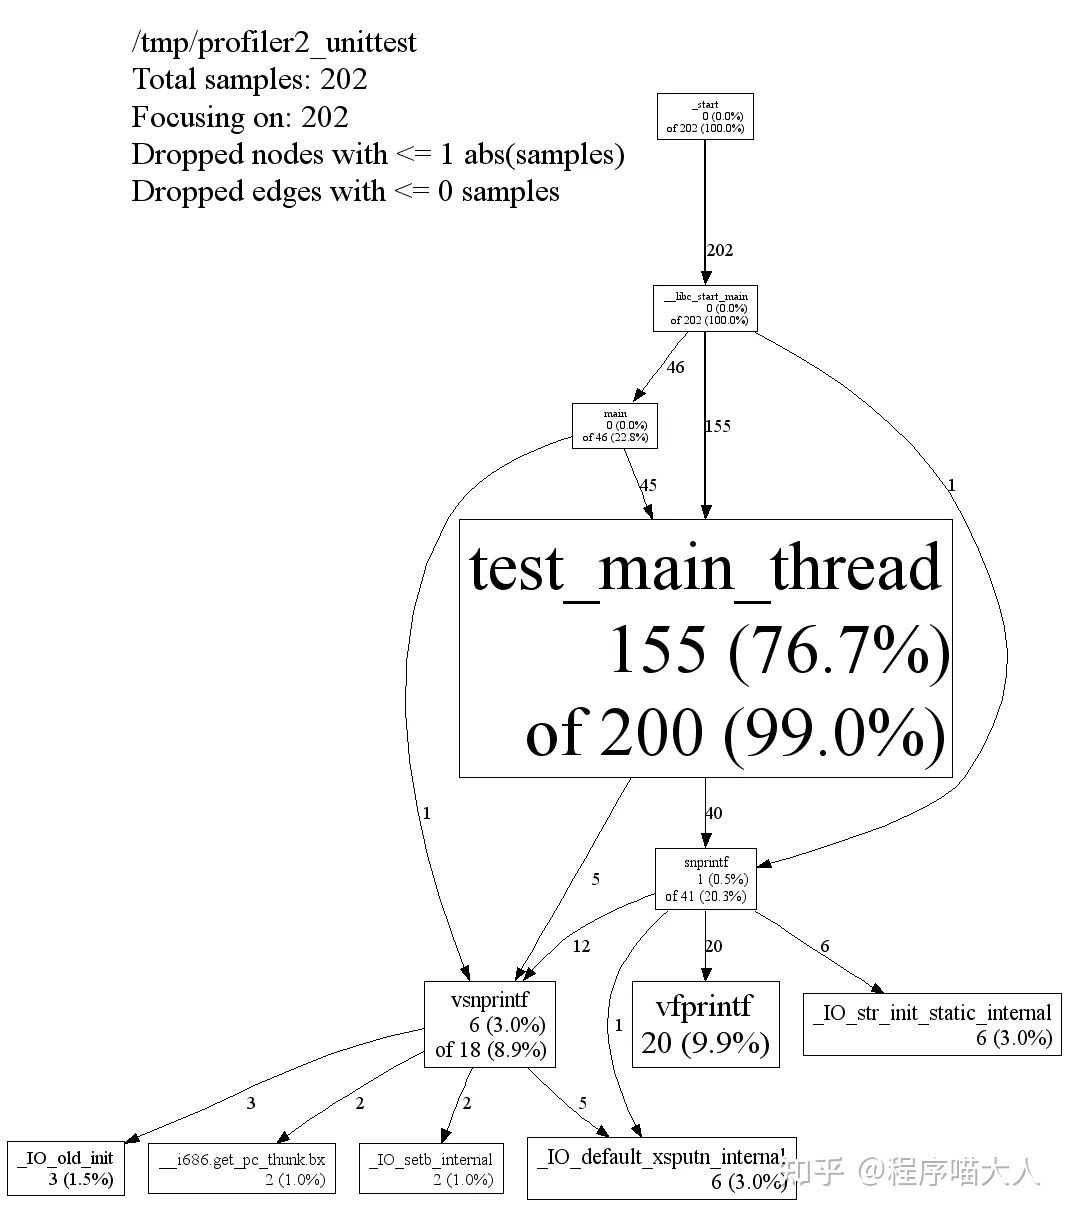 /tmp/profiler2_unittest
Total samples: 202
Focusing on: 202
Dropped nodes with <= 1 abs(samples)
Dropped edges with <= 0 samples
_start
0 (0.0%)
of 202 (100.0%)
202
__libc_start_main
0 (0.0%)
of 202 (100.0%)
46
155
1
main
0 (0.0%)
of 46 (22.8%)
45
test_main_thread
155 (76.7%)
of 200 (99.0%)
1
5
40
snprintf
1 (0.5%)
of 41 (20.3%)
12
1
20
6
vsnprintf
6 (3.0%)
of 18 (8.9%)
vfprintf
20 (9.9%)
_IO_str_init_static_internal
6 (3.0%)
3
2
2
5
_IO_old_init
3 (1.5%)
__i686.get_pc_thunk.bx
2 (1.0%)
_IO_setb_internal
2 (1.0%)
_IO_default_xsputn_internal
6 (3.0%)
知乎 @程序喵大人